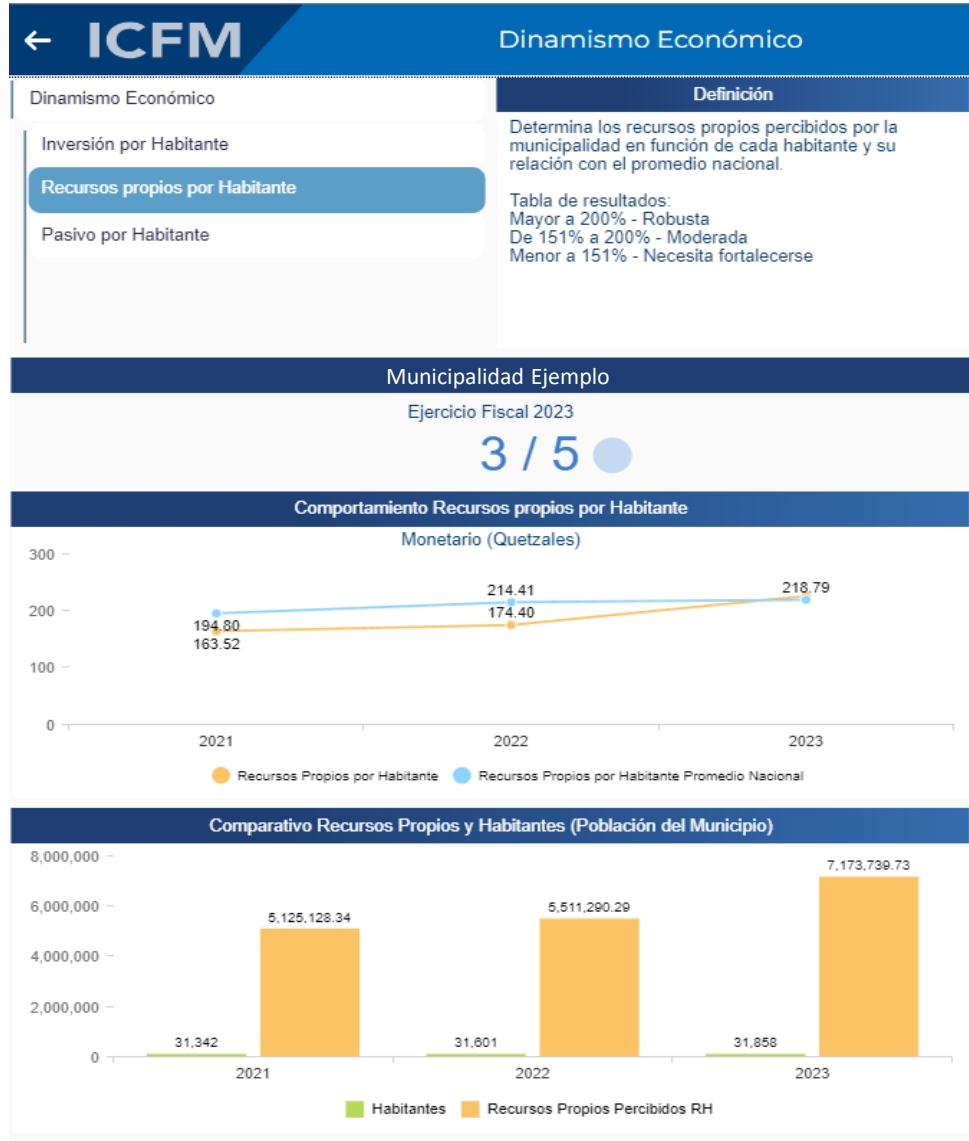 ← ICFM
Dinamismo Económico
Dinamismo Económico
Inversión por Habitante
Recursos propios por Habitante
Pasivo por Habitante
Definición
Determina los recursos propios percibidos por la
municipalidad en función de cada habitante y su
relación con el promedio nacional.
Tabla de resultados:
Mayor a 200% - Robusta
De 151% a 200% - Moderada
Menor a 151% - Necesita fortalecerse
Municipalidad Ejemplo
Ejercicio Fiscal 2023
3 / 5
Comportamiento Recursos propios por Habitante
Monetario (Quetzales)
300
200
100
0
194.80
163.52
214.41
174.40
218.79
2021
2022
2023
Recursos Propios por Habitante
Recursos Propios por Habitante Promedio Nacional
Comparativo Recursos Propios y Habitantes (Población del Municipio)
8,000,000
6,000,000
4,000,000
2,000,000
0
31,342
5,125,128.34
31,601
5,511,290.29
31,858
7,173,739.73
2021
2022
2023
Habitantes
Recursos Propios Percibidos RH